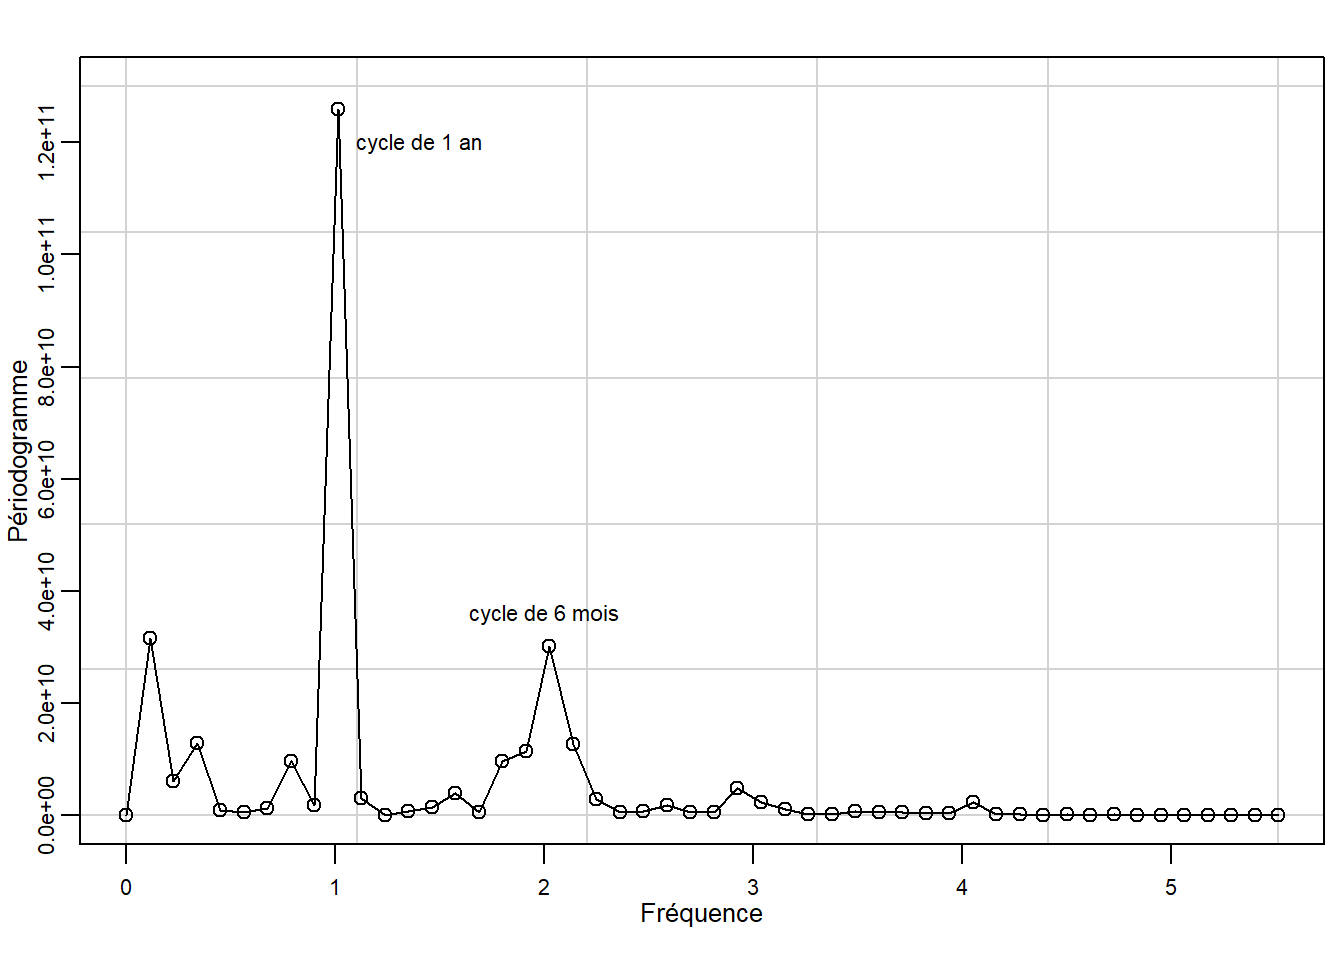 cycle de 1 an
cycle de 6 mois
Périodogramme
1.2e+11
1.0e+11
8.0e+10
6.0e+10
4.0e+10
2.0e+10
0.0e+00
0 1 2 3 4 5
Fréquence